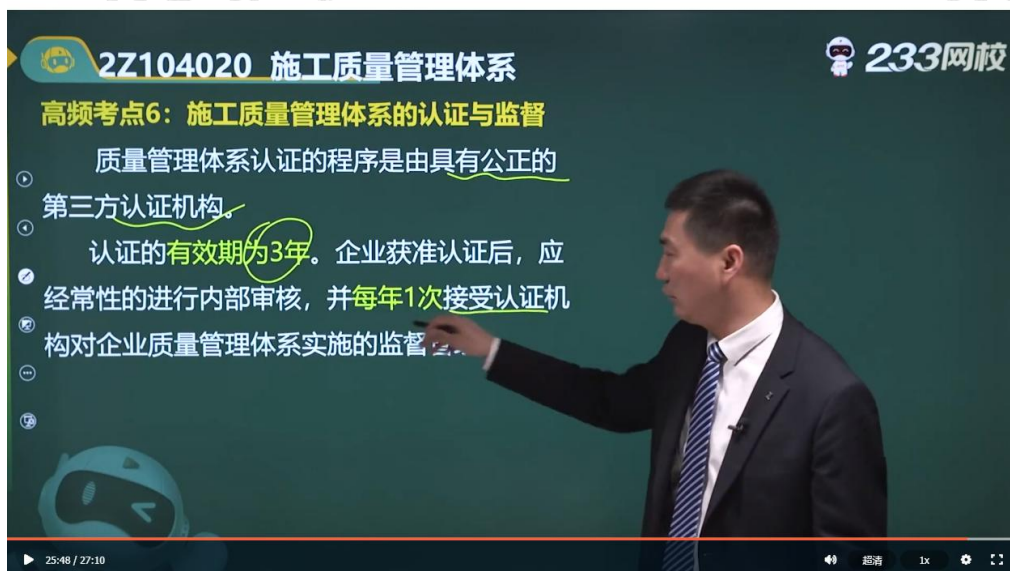 2Z104020 施工质量管理体系
233网校
高频考点6：施工质量管理体系的认证与监督
质量管理体系认证的程序是由具有公正的
第三方认证机构。
认证的有效期为3年。企业获准认证后，应
经常性的进行内部审核，并每年1次接受认证机
构对企业质量管理体系实施的监督
25:48 / 27:10
超清
1x